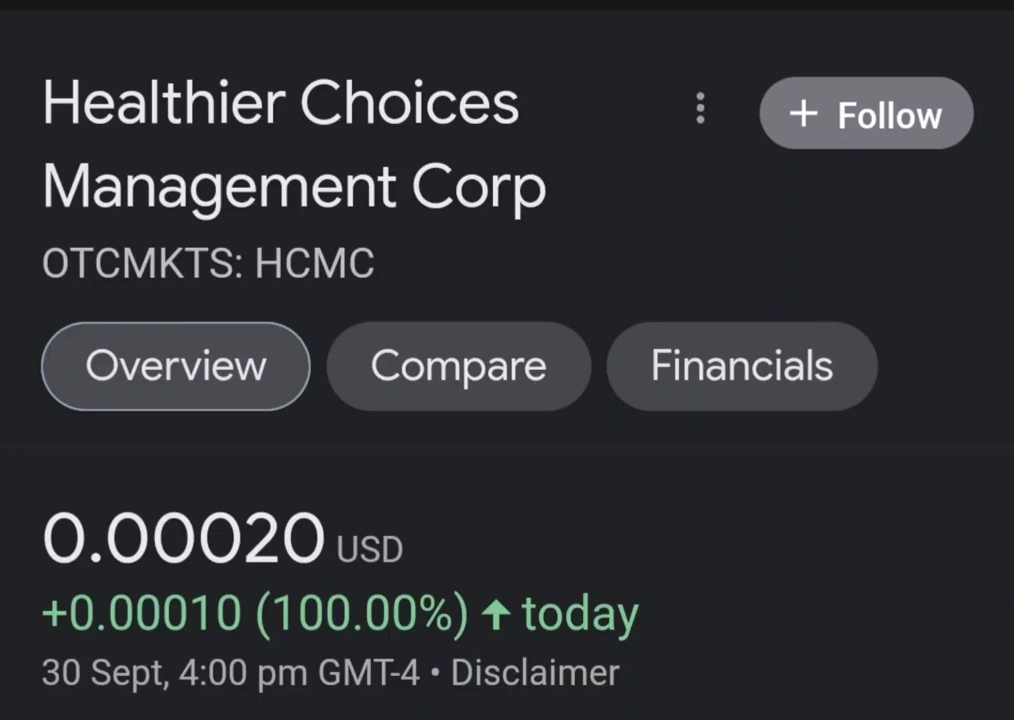 Healthier Choices
Management Corp
+ Follow
OTCMKTS: HCMC
Overview Compare Financials
0.00020 USD
+0.00010 (100.00%) ↑ today
30 Sept, 4:00 pm GMT-4 • Disclaimer